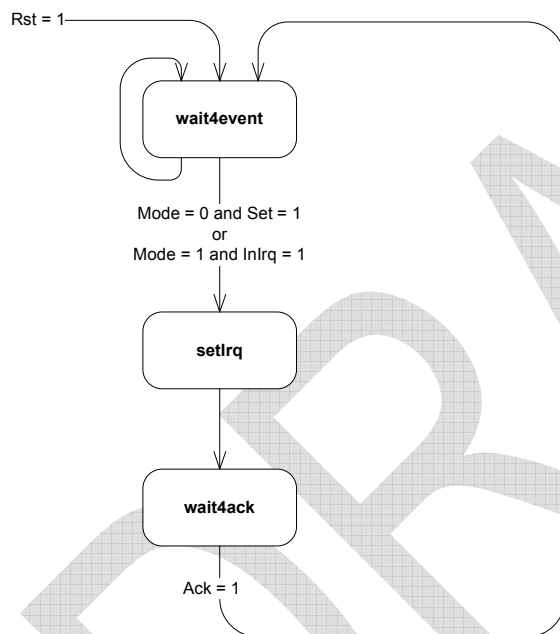 Rst = 1
wait4event
Mode = 0 and Set = 1
or
Mode = 1 and InIrq = 1
setIrq
wait4ack
Ack = 1